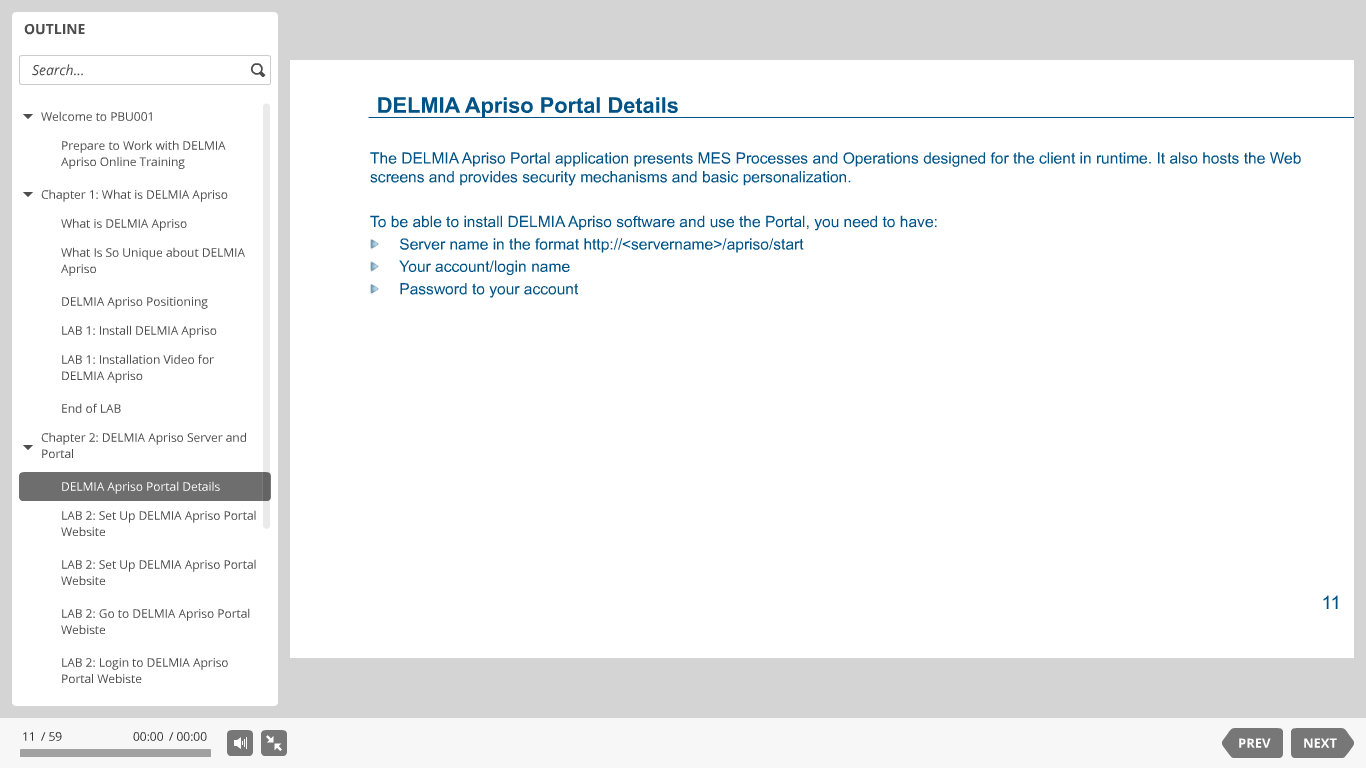 OUTLINE
Search...
Welcome to PBU001
Prepare to Work with DELMIA
Apriso Online Training
Chapter 1: What is DELMIA Apriso
What is DELMIA Apriso
What Is So Unique about DELMIA
Apriso
DELMIA Apriso Positioning
LAB 1: Install DELMIA Apriso
LAB 1: Installation Video for
DELMIA Apriso
End of LAB
Chapter 2: DELMIA Apriso Server and
Portal
DELMIA Apriso Portal Details
LAB 2: Set Up DELMIA Apriso Portal
Website
LAB 2: Set Up DELMIA Apriso Portal
Website
LAB 2: Go to DELMIA Apriso Portal
Webiste
LAB 2: Login to DELMIA Apriso
Portal Webiste
DELMIA Apriso Portal Details
The DELMIA Apriso Portal application presents MES Processes and Operations designed for the client in runtime. It also hosts the Web
screens and provides security mechanisms and basic personalization.
To be able to install DELMIA Apriso software and use the Portal, you need to have:
Server name in the format http://<servername>/apriso/start
Your account/login name
Password to your account
11
11 / 59
00:00 / 00:00
PREV
NEXT